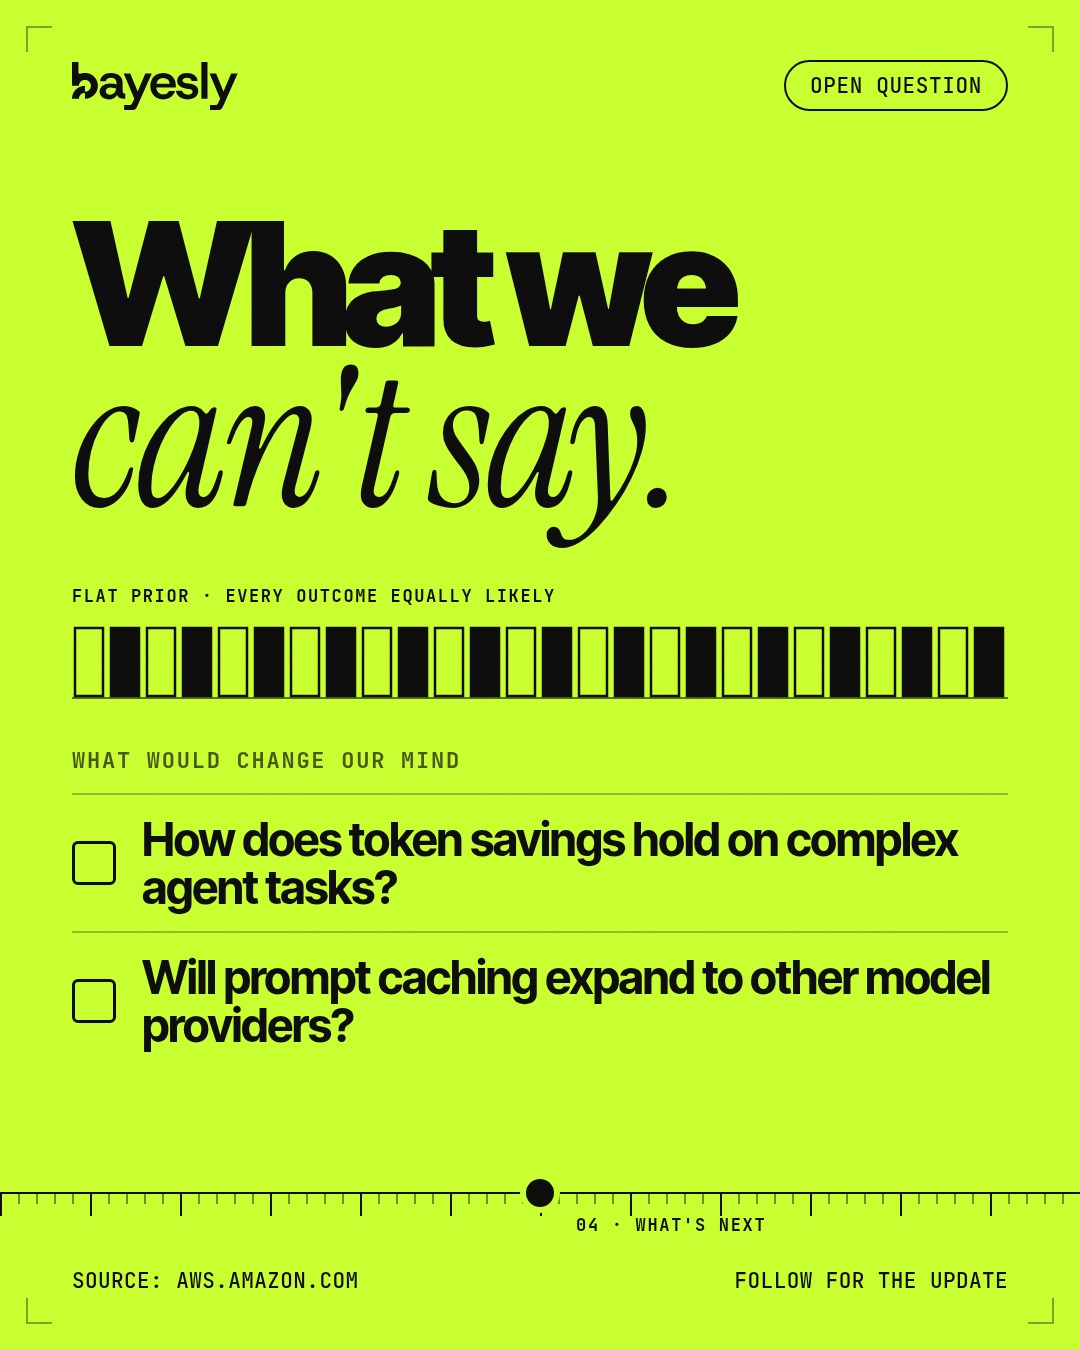 bayesly
OPEN QUESTION
What we
can't say.
FLAT PRIOR · EVERY OUTCOME EQUALLY LIKELY
WHAT WOULD CHANGE OUR MIND
How does token savings hold on complex
agent tasks?
Will prompt caching expand to other model
providers?
04 · WHAT'S NEXT
SOURCE: AWS.AMAZON.COM
FOLLOW FOR THE UPDATE